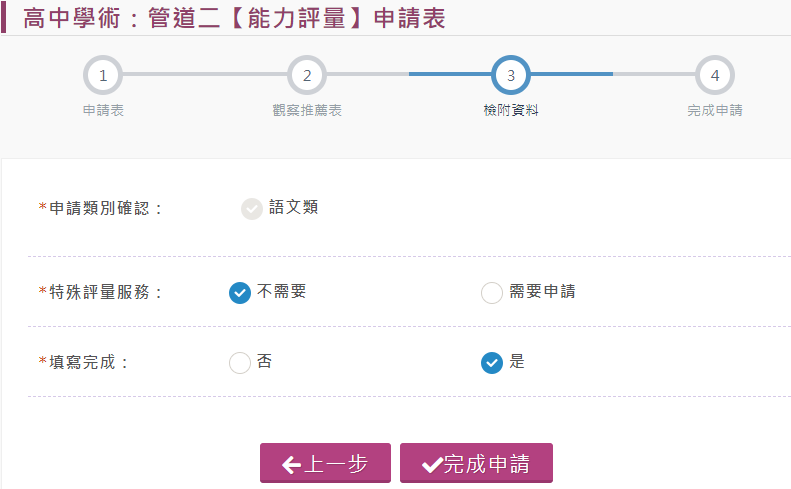 高中學術：管道二【能力評量】申請表
1 2 3 4
申請表 觀察推薦表 檢附資料 完成申請
*申請類別確認： 語文類
*特殊評量服務： 不需要 需要申請
*填寫完成： 否 是
上一步 完成申請